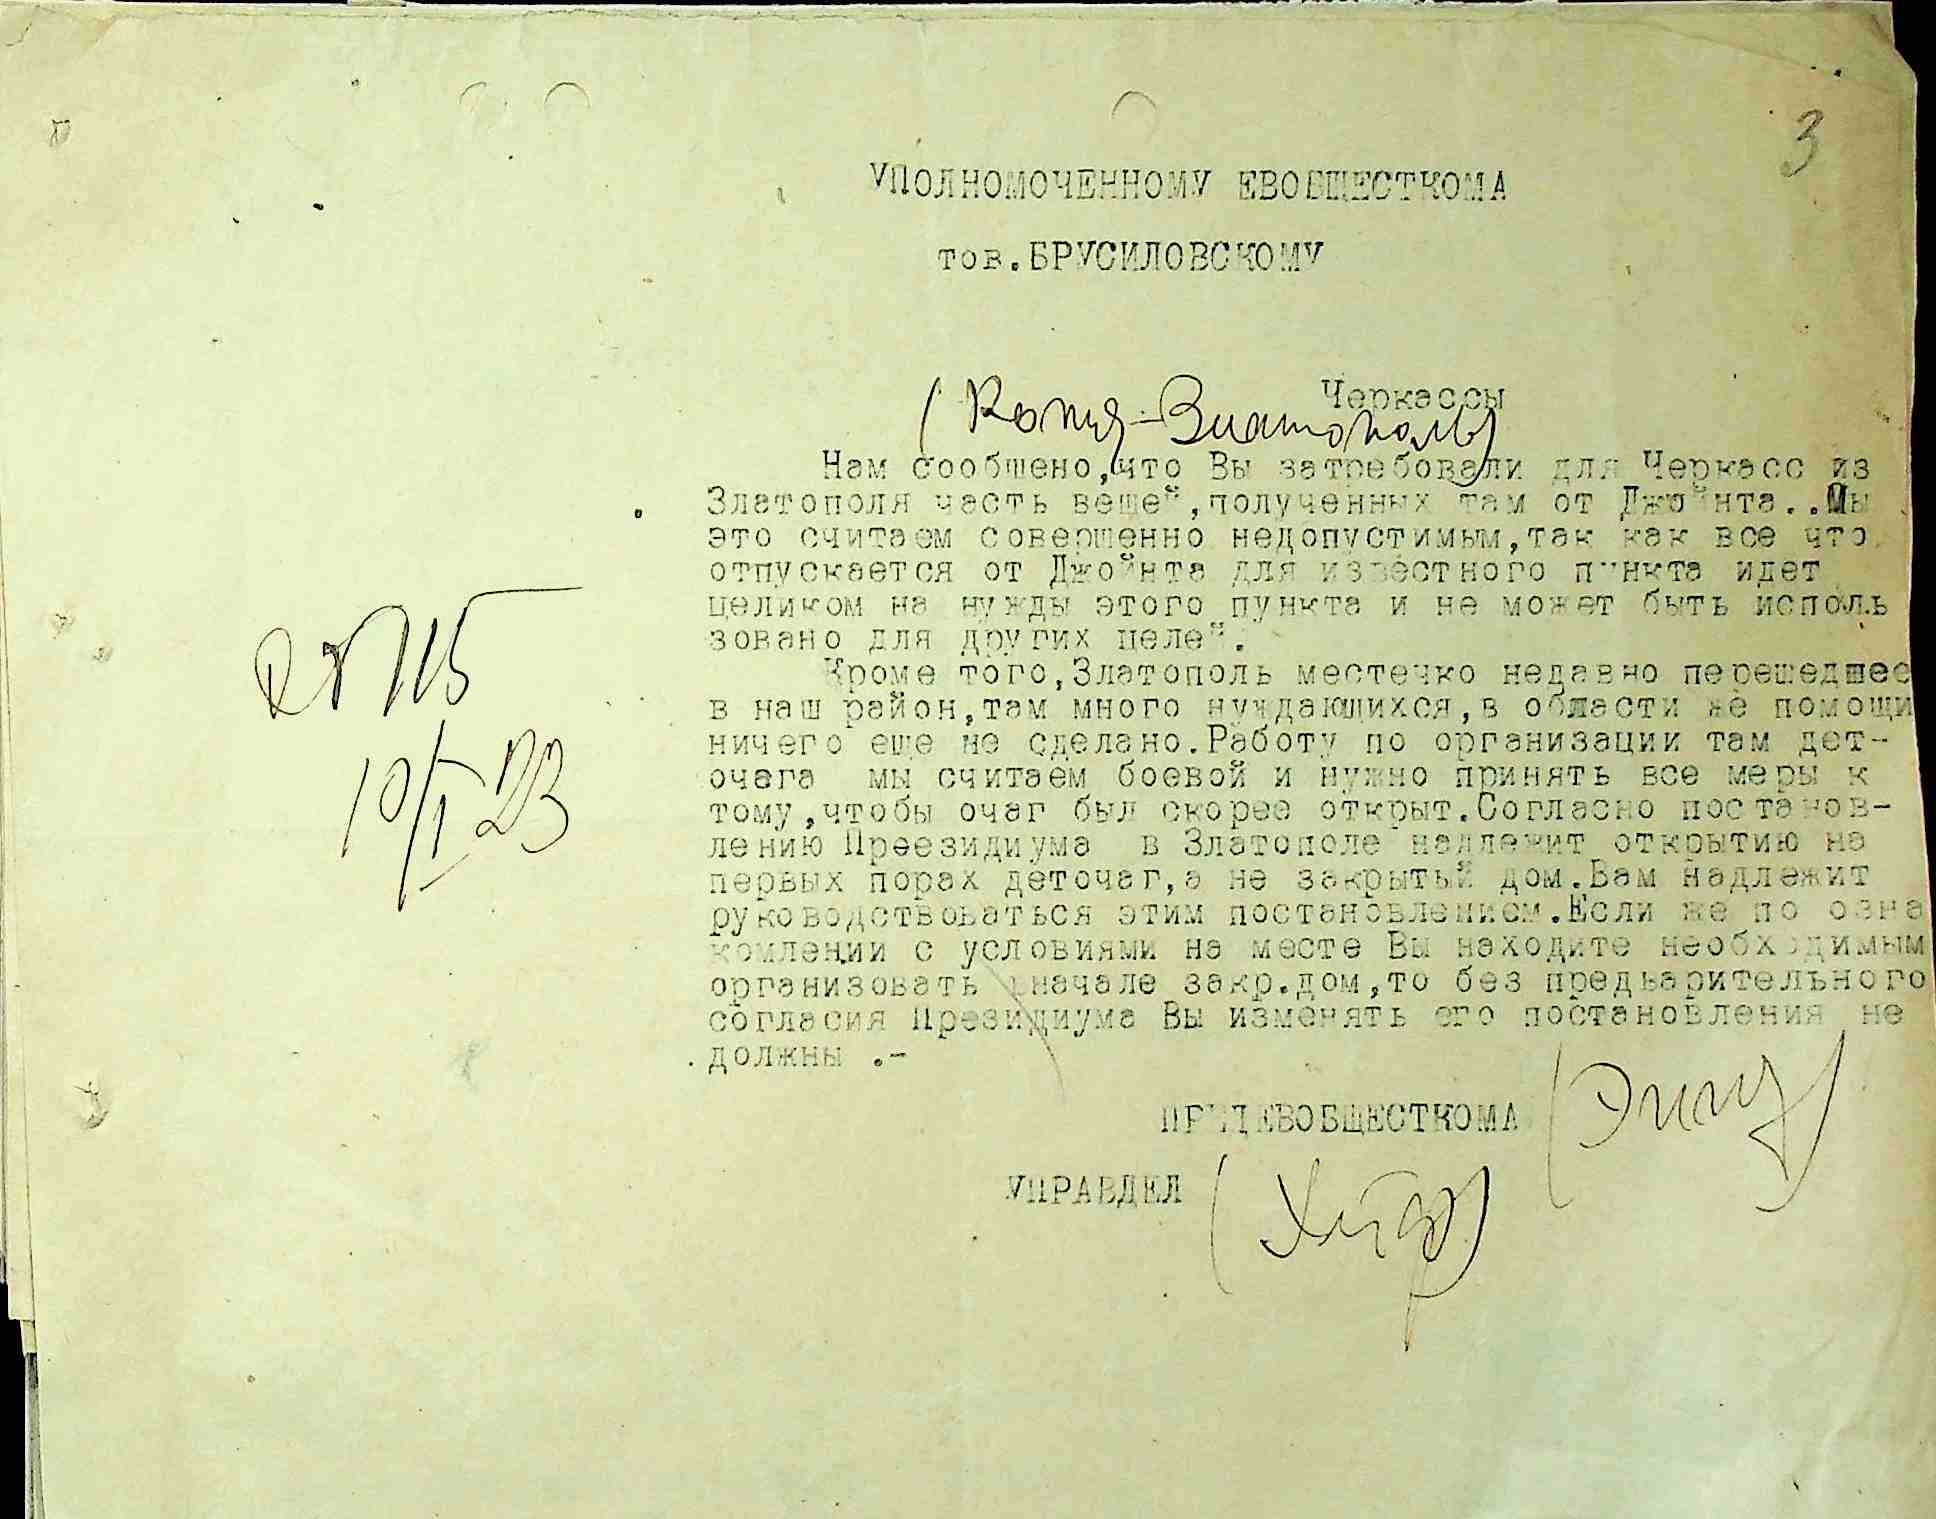 3
УПОЛНОМОЧЕННОМУ ЕВОБЩЕСТКОМА
тов.БРУСИЛОВСКОМУ
Черкассы
(Копия-Златополь)
Нам сообщено,что Вы затребовали для Черкасс из
Златополя часть вещей,полученных там от Джойнта..Мы
это считаем совершенно недопустимым,так как все что
отпускается от Джойнта для известного пункта идет
целиком на нужды этого пункта и не может быть исполь
зовано для других целей.
Кроме того,Златополь местечко недавно перешедшее
в наш район,там много нуждающихся,в области же помощи
ничего еще не сделано.Работу по организации там дет-
очага мы считаем боевой и нужно принять все меры к
тому,чтобы очаг был скорее открыт.Согласно постанов-
лению Преезидиума в Златополе надлежит открытию на
первых порах деточаг,а не закрытый дом.Вам надлежит
руководствоваться этим постановлением.Если же по озна
комлении с условиями на месте Вы находите необходимым
организовать вначале закр.дом,то без предварительного
согласия Президиума Вы изменять его постановления не
должны .-
ПРЕДЕВОБЩЕСТКОМА
УПРАВДЕЛ
115
10/I-23